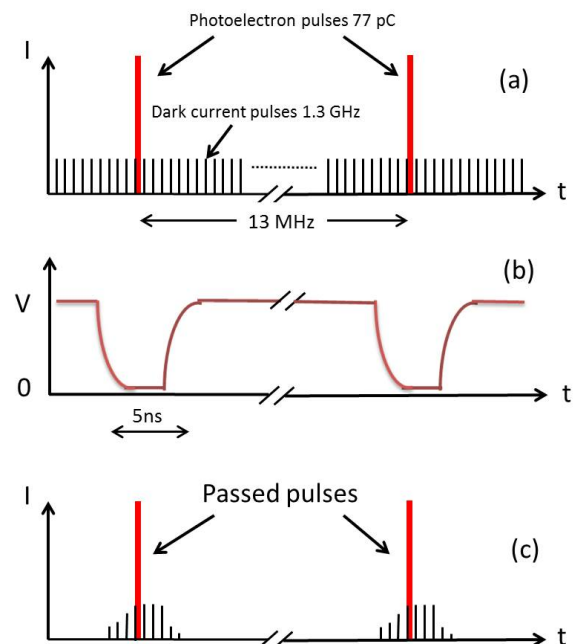 Photoelectron pulses 77 pC
I
(a)
Dark current pulses 1.3 GHz
t
13 MHz
(b)
V
0
t
5ns
I
Passed pulses
(c)
t